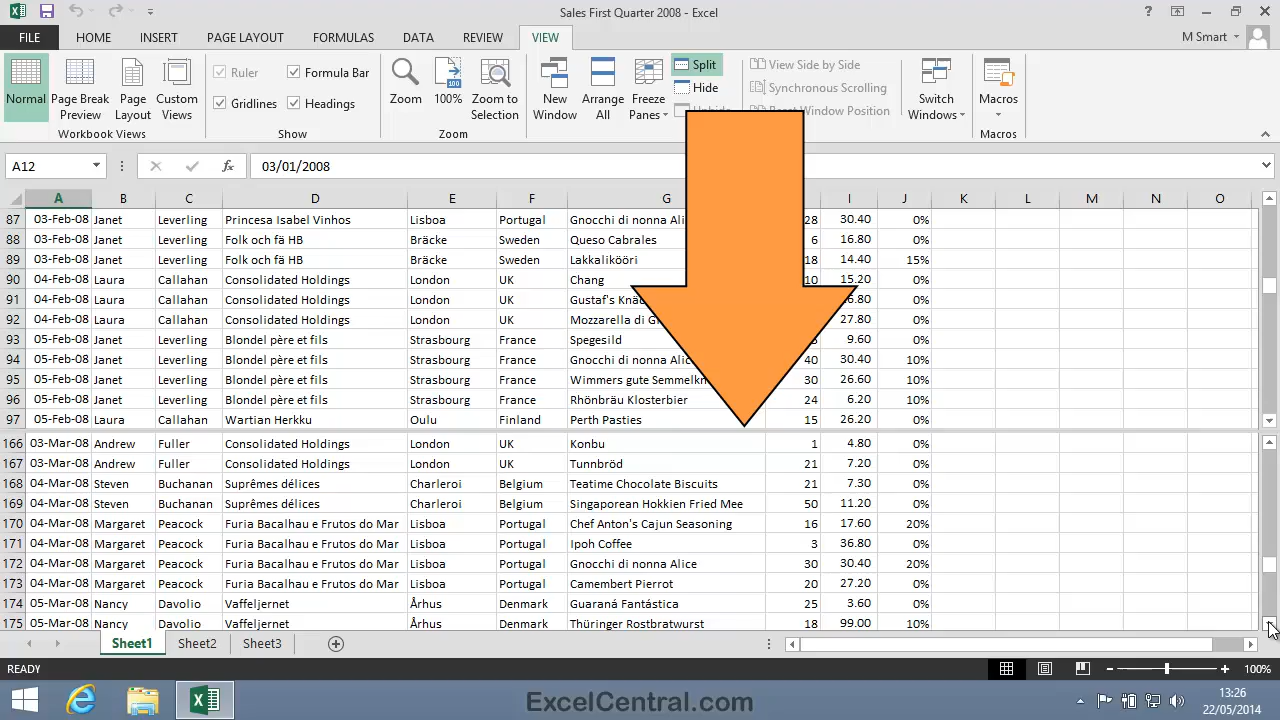 Sales First Quarter 2008 - Excel
FILE HOME INSERT PAGE LAYOUT FORMULAS DATA REVIEW VIEW M Smart
Normal Page Break Preview Page Layout Custom Views
Workbook Views
Ruler Formula Bar
Gridlines Headings
Show
Zoom 100% Zoom to Selection
Zoom
New Window Arrange All Freeze Panes
Split
Hide
View Side by Side
Synchronous Scrolling
Reset Window Position
Switch Windows
Macros
Macros
A12 fx 03/01/2008
A B C D E F G I J K L M N O
87 03-Feb-08 Janet Leverling Princesa Isabel Vinhos Lisboa Portugal Gnocchi di nonna 28 30.40 0%
88 03-Feb-08 Janet Leverling Folk och fä HB Bräcke Sweden Queso Cabrales 6 16.80 0%
89 03-Feb-08 Janet Leverling Folk och fä HB Bräcke Sweden Lakkalikööri 18 14.40 15%
90 04-Feb-08 Laura Callahan Consolidated Holdings London UK Chang 10 15.20 0%
91 04-Feb-08 Laura Callahan Consolidated Holdings London UK Gustaf's 0%
92 04-Feb-08 Laura Callahan Consolidated Holdings London UK Mozzarella di 27.80 0%
93 05-Feb-08 Janet Leverling Blondel père et fils Strasbourg France Spegesild 9.60 0%
94 05-Feb-08 Janet Leverling Blondel père et fils Strasbourg France Gnocchi di nonna Alice 40 30.40 10%
95 05-Feb-08 Janet Leverling Blondel père et fils Strasbourg France Wimmers gute 30 26.60 10%
96 05-Feb-08 Janet Leverling Blondel père et fils Strasbourg France Rhönbräu Klosterbier 24 6.20 10%
97 05-Feb-08 Laura Callahan Wartian Herkku Oulu Finland Perth Pasties 15 26.20 0%
166 03-Mar-08 Andrew Fuller Consolidated Holdings London UK Konbu 1 4.80 0%
167 03-Mar-08 Andrew Fuller Consolidated Holdings London UK Tunnbröd 21 7.20 0%
168 04-Mar-08 Steven Buchanan Suprêmes délices Charleroi Belgium Teatime Chocolate Biscuits 21 7.30 0%
169 04-Mar-08 Steven Buchanan Suprêmes délices Charleroi Belgium Singaporean Hokkien Fried Mee 50 11.20 0%
170 04-Mar-08 Margaret Peacock Furia Bacalhau e Frutos do Mar Lisboa Portugal Chef Anton's Cajun Seasoning 16 17.60 20%
171 04-Mar-08 Margaret Peacock Furia Bacalhau e Frutos do Mar Lisboa Portugal Ipoh Coffee 3 36.80 0%
172 04-Mar-08 Margaret Peacock Furia Bacalhau e Frutos do Mar Lisboa Portugal Gnocchi di nonna Alice 30 30.40 20%
173 04-Mar-08 Margaret Peacock Furia Bacalhau e Frutos do Mar Lisboa Portugal Camembert Pierrot 20 27.20 0%
174 05-Mar-08 Nancy Davolio Vaffeljernet Århus Denmark Guaraná Fantástica 25 3.60 0%
175 05-Mar-08 Nancy Davolio Vaffeljernet Århus Denmark Thüringer Rostbratwurst 18 99.00 10%
Sheet1 Sheet2 Sheet3
READY 100%
ExcelCentral.com
13:26
22/05/2014